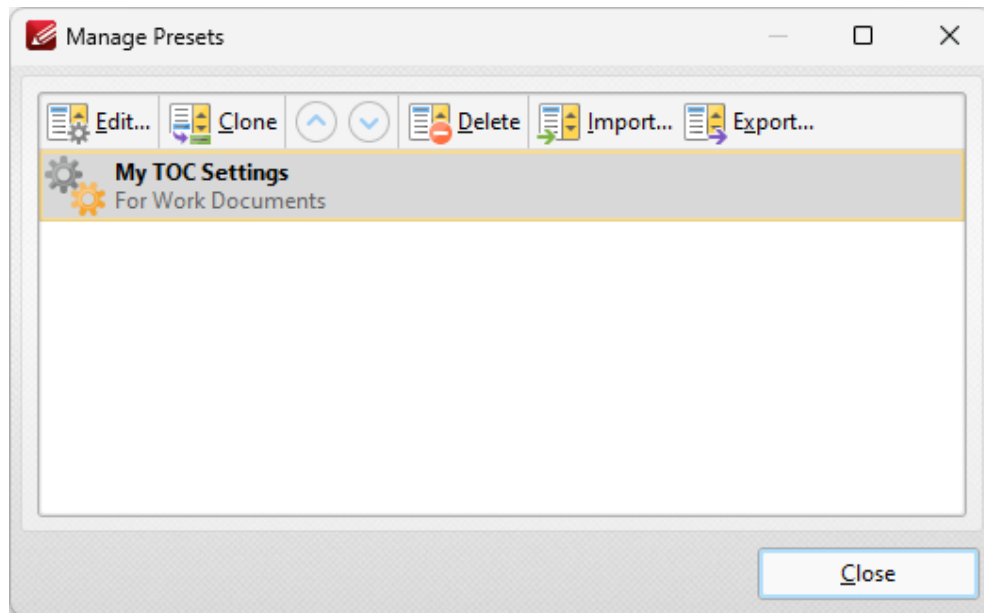 Manage Presets
Edit... Clone Delete Import... Export...
My TOC Settings
For Work Documents
Close